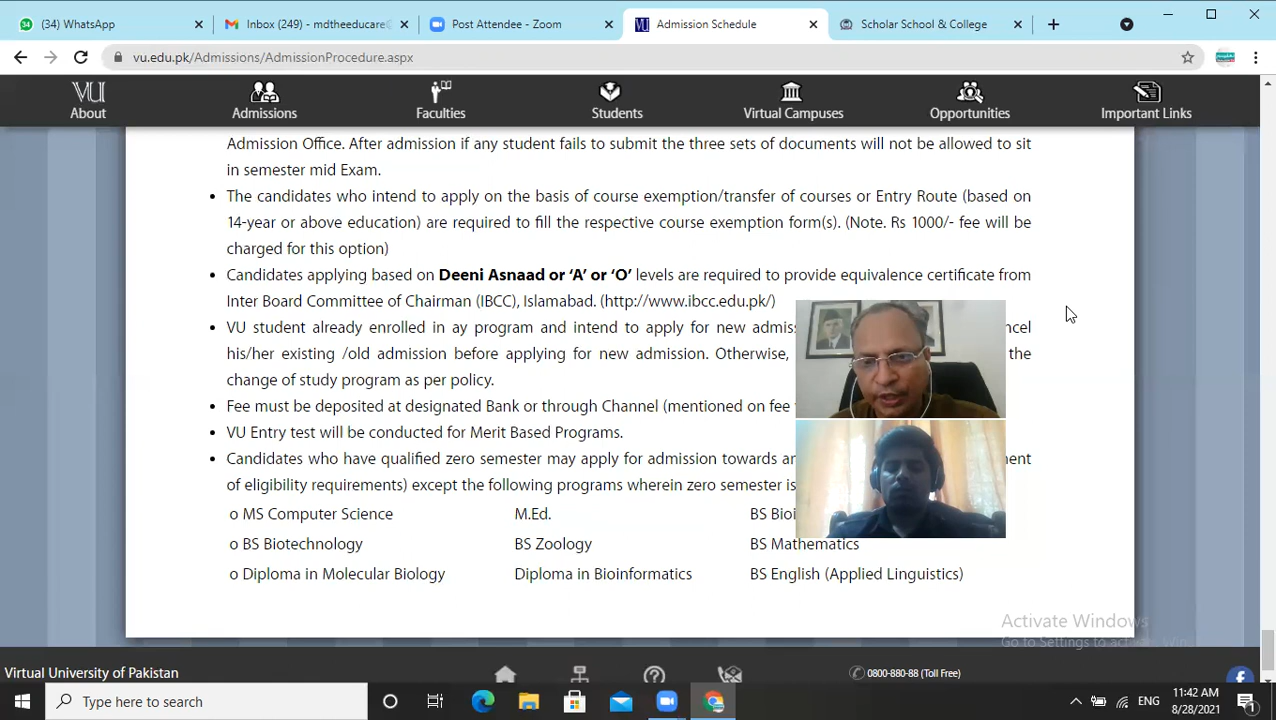 (34) WhatsApp
Inbox (249) - mdtheeducare@
Post Attendee - Zoom
Admission Schedule
Scholar School & College
vu.edu.pk/Admissions/AdmissionProcedure.aspx
VU
About
Admissions
Faculties
Students
Virtual Campuses
Opportunities
Important Links
Admission Office. After admission if any student fails to submit the three sets of documents will not be allowed to sit
in semester mid Exam.
• The candidates who intend to apply on the basis of course exemption/transfer of courses or Entry Route (based on
14-year or above education) are required to fill the respective course exemption form(s). (Note. Rs 1000/- fee will be
charged for this option)
• Candidates applying based on Deeni Asnaad or ‘A’ or ‘O’ levels are required to provide equivalence certificate from
Inter Board Committee of Chairman (IBCC), Islamabad. (http://www.ibcc.edu.pk/)
• VU student already enrolled in ay program and intend to apply for new admiss ncel
his/her existing /old admission before applying for new admission. Otherwise, the
change of study program as per policy.
• Fee must be deposited at designated Bank or through Channel (mentioned on fee
• VU Entry test will be conducted for Merit Based Programs.
• Candidates who have qualified zero semester may apply for admission towards an ment
of eligibility requirements) except the following programs wherein zero semester is
o MS Computer Science M.Ed. BS Bioi
o BS Biotechnology BS Zoology BS Mathematics
o Diploma in Molecular Biology Diploma in Bioinformatics BS English (Applied Linguistics)
Activate Windows
Go to Settings to activate Win
Virtual University of Pakistan
0800-880-88 (Toll Free)
Type here to search
ENG
11:42 AM
8/28/2021